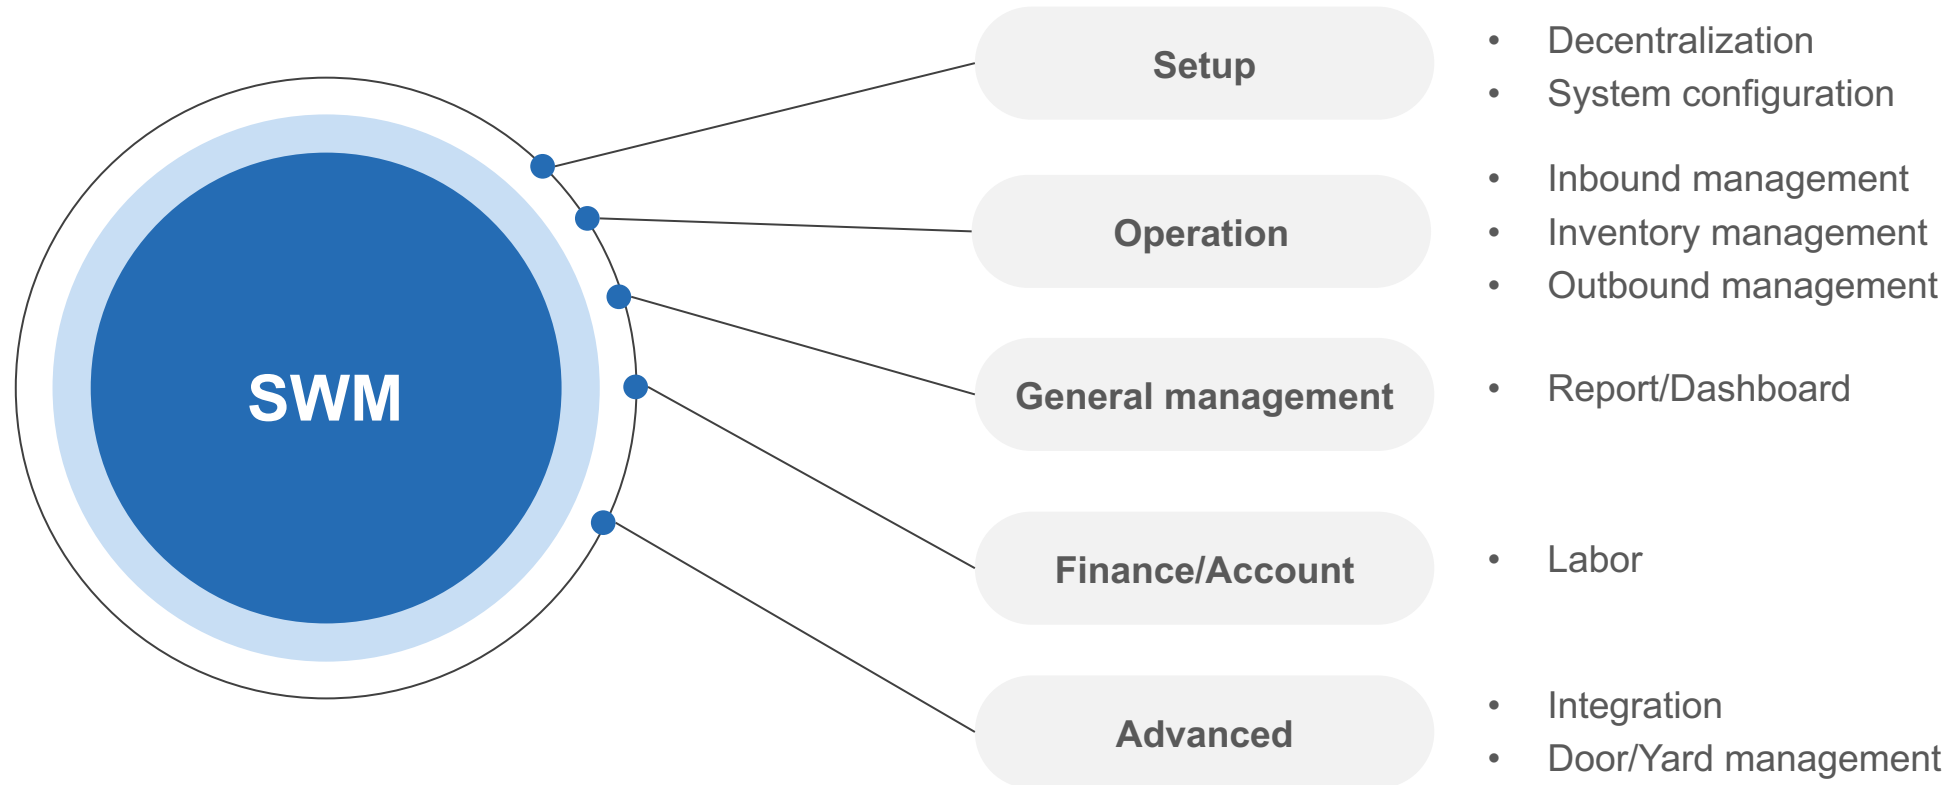 SWM
Setup
• Decentralization
• System configuration
Operation
• Inbound management
• Inventory management
• Outbound management
General management
• Report/Dashboard
Finance/Account
• Labor
Advanced
• Integration
• Door/Yard management